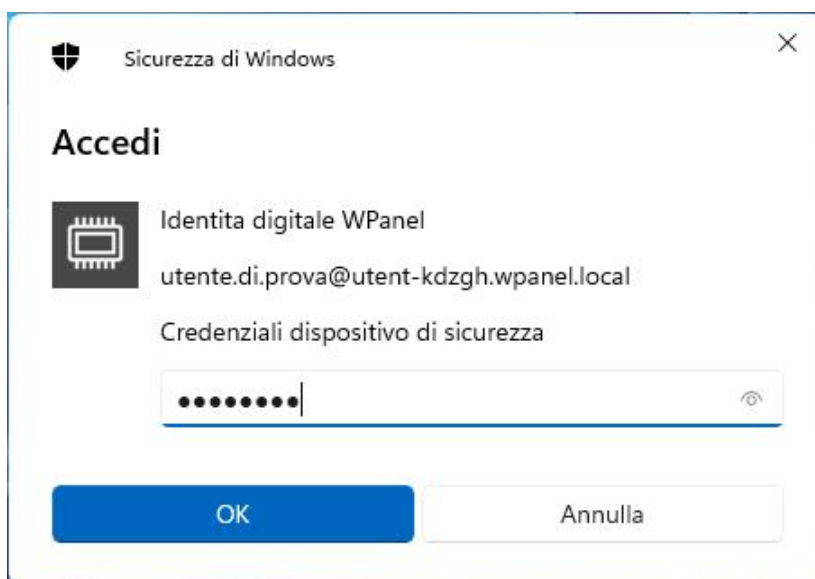 Sicurezza di Windows
Accedi
Identita digitale WPanel
utente.di.prova@utent-kdzgh.wpanel.local
Credenziali dispositivo di sicurezza
••••••••
OK
Annulla